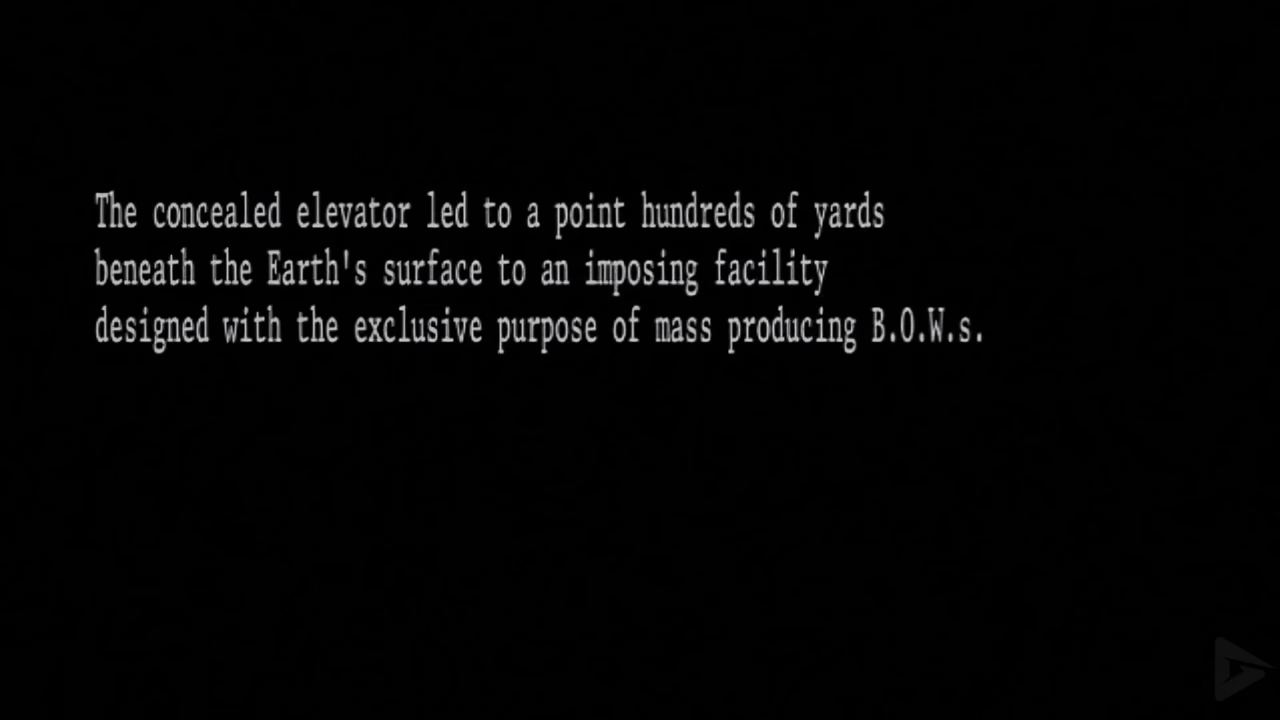 The concealed elevator led to a point hundreds of yards
beneath the Earth's surface to an imposing facility
designed with the exclusive purpose of mass producing B.O.W.s.